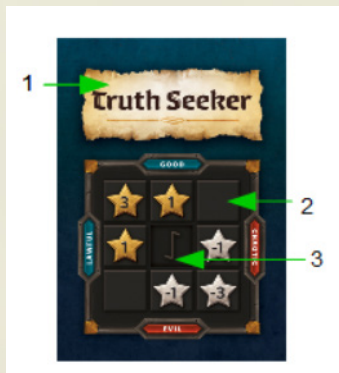 1
Truth Seeker
GOOD
2
3 1
LAWFUL
1 -1
CHAOTIC
3
-1 -3
EVIL